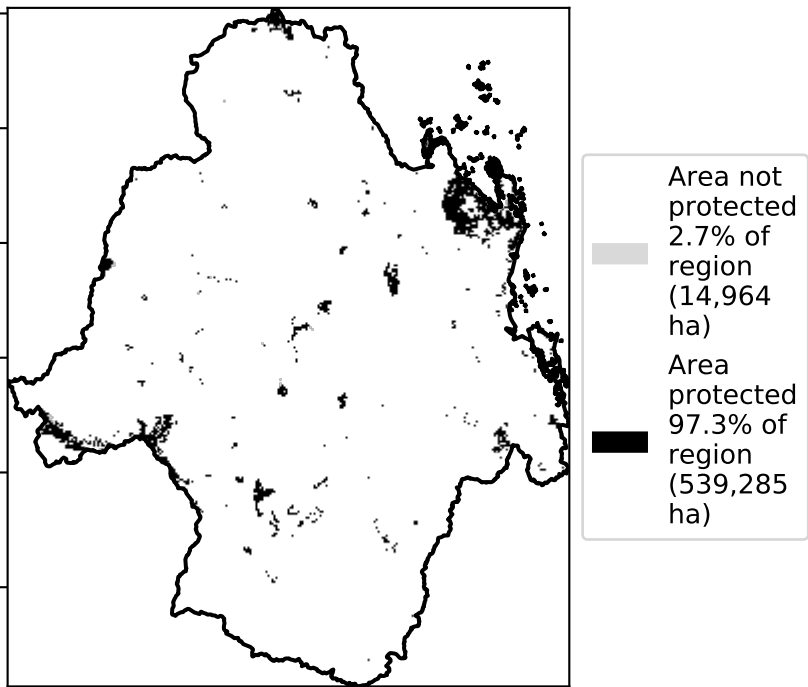 Area not
protected
2.7% of
region
(14,964
ha)
Area
protected
97.3% of
region
(539,285
ha)